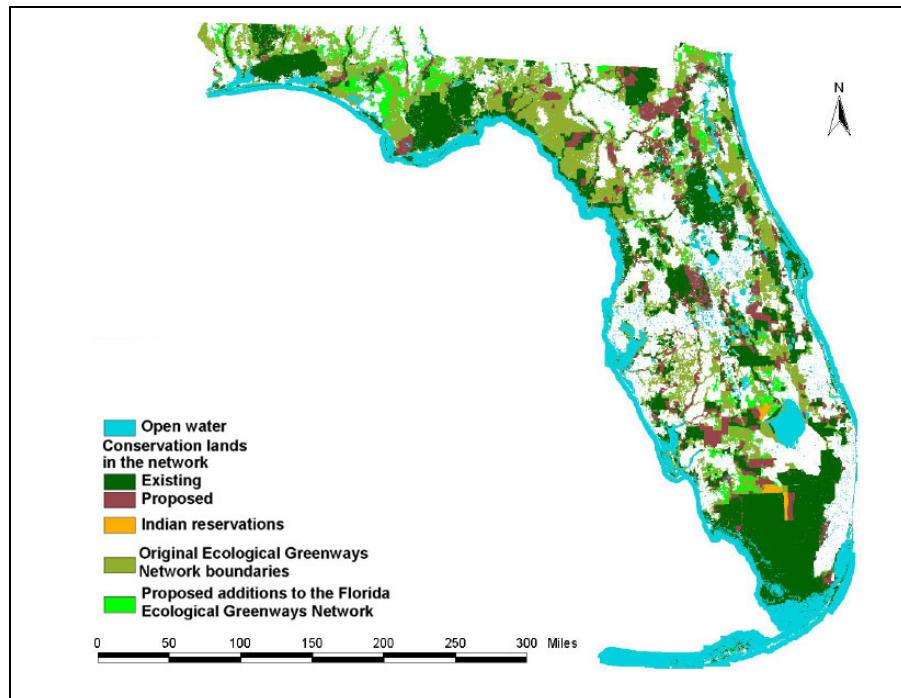 N
Open water
Conservation lands
in the network
Existing
Proposed
Indian reservations
Original Ecological Greenways
Network boundaries
Proposed additions to the Florida
Ecological Greenways Network
0 50 100 150 200 250 300 Miles